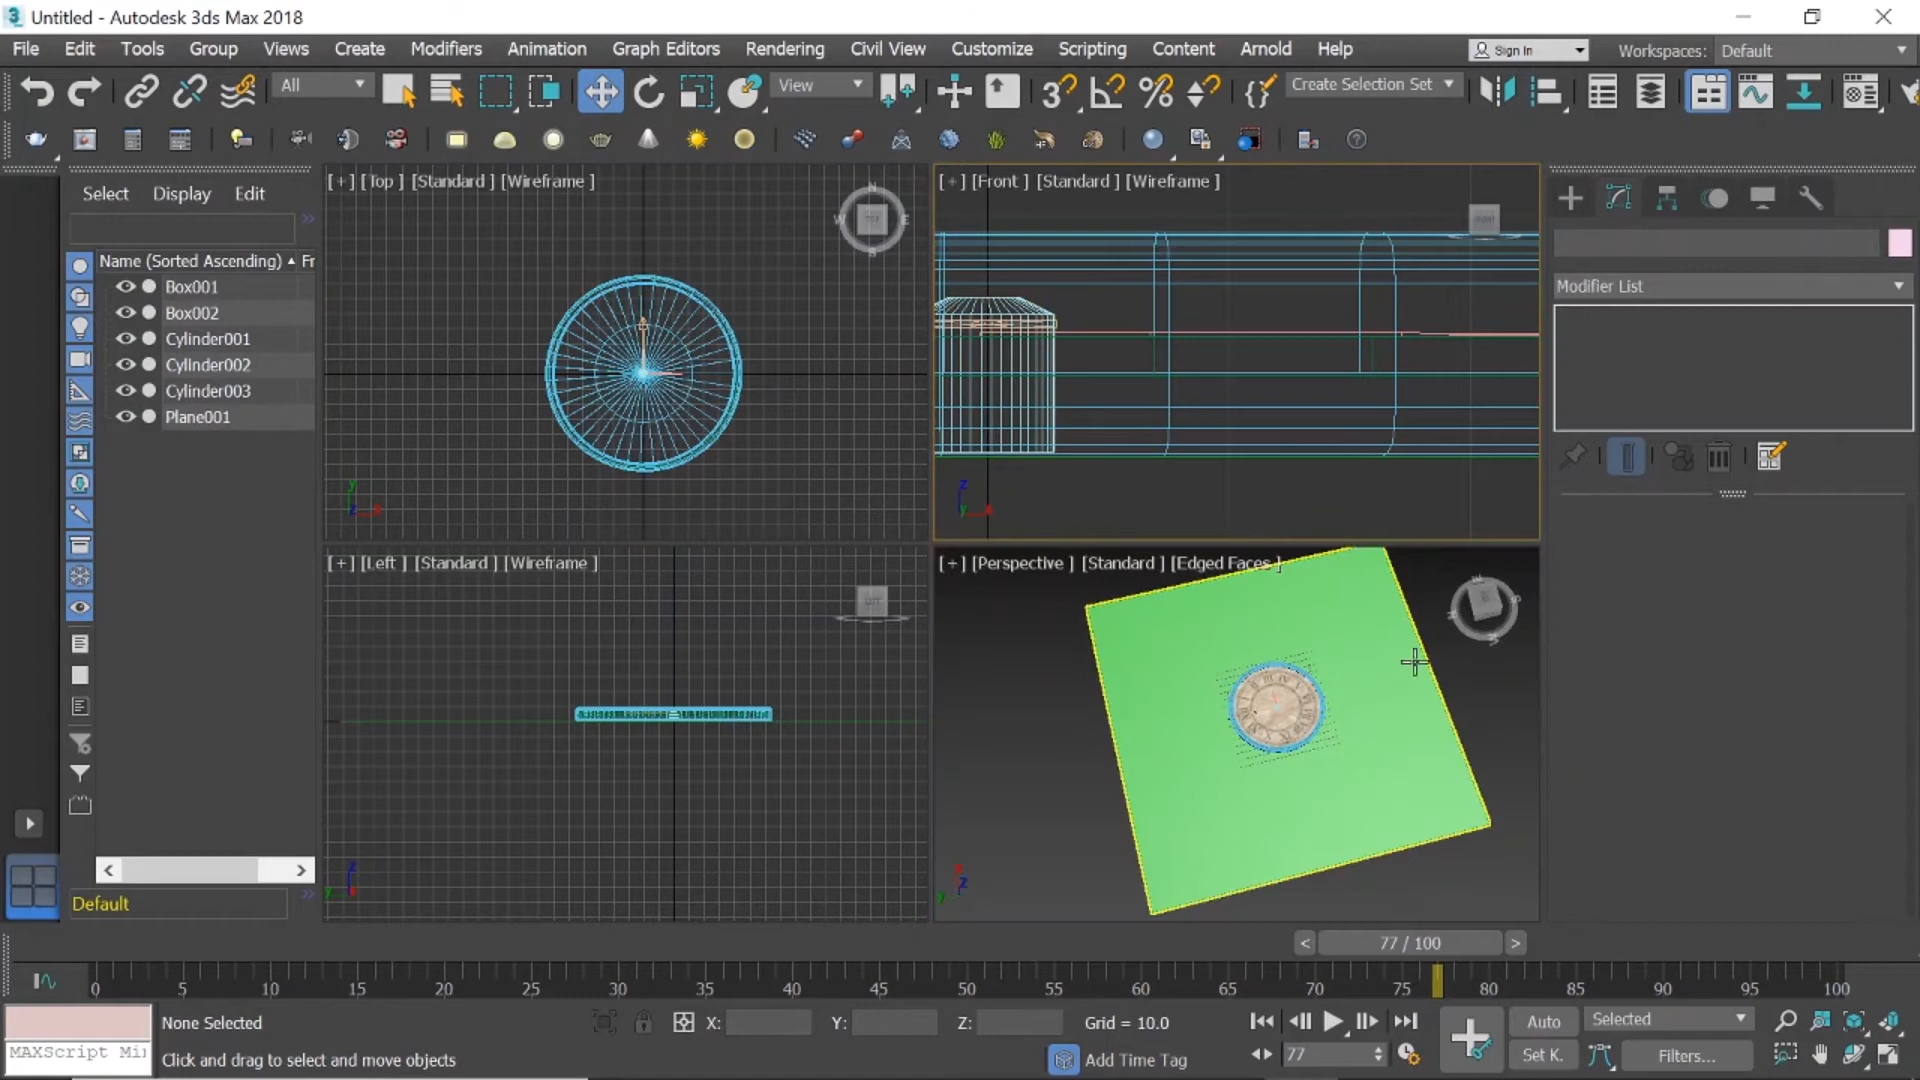 Untitled - Autodesk 3ds Max 2018
File Edit Tools Group Views Create Modifiers Animation Graph Editors Rendering Civil View Customize Scripting Content Arnold Help Sign In Workspaces: Default
All View Create Selection Set
Select Display Edit
Name (Sorted Ascending) Fr
Box001
Box002
Cylinder001
Cylinder002
Cylinder003
Plane001
Default
[+] [Top ] [Standard ] [Wireframe ]
N
W
E
S
TOP
y
z x
[+] [Front ] [Standard ] [Wireframe ]
FRONT
z
y x
[+] [Left ] [Standard ] [Wireframe ]
LEFT
z
y x
[+] [Perspective ] [Standard ] [Edged Faces ]
z
y
Modifier List
< 77 / 100 >
0 5 10 15 20 25 30 35 40 45 50 55 60 65 70 75 80 85 90 95 100
None Selected X: Y: Z: Grid = 10.0 Auto Selected
MAXScript Mi
Click and drag to select and move objects Add Time Tag 77 Set K. Filters...